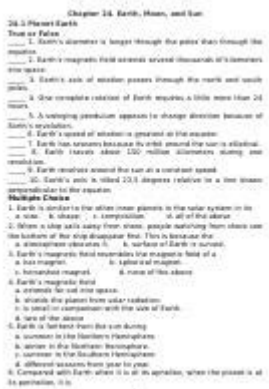 Chapter 24. Earth, Moon, and Sun
24.1 Planet Earth
True or False
____ 1. Earth's diameter is longer through the poles than through the
equator.
____ 2. Earth's magnetic field extends several thousands of kilometers
into space.
____ 3. Earth's axis of rotation passes through the north and south
poles.
____ 4. One complete rotation of Earth requires a little more than 24
hours.
____ 5. A swinging pendulum appears to change direction because of
Earth's revolution.
____ 6. Earth's speed of rotation is greatest at the equator.
____ 7. Earth has seasons because its orbit around the sun is elliptical.
____ 8. Earth travels about 150 million kilometers during one
revolution.
____ 9. Earth revolves around the sun at a constant speed.
____ 10. Earth's axis is tilted 23.5 degrees relative to a line drawn
perpendicular to the equator.
Multiple Choice
1. Earth is similar to the other inner planets in the solar system in its
a. size. b. shape. c. composition. d. all of the above
2. When a ship sails away from shore, people watching from shore see
the bottom of the ship disappear first. This is because the
a. atmosphere obscures it. b. surface of Earth is curved.
3. Earth's magnetic field resembles the magnetic field of a
a. bar magnet. b. spherical magnet.
c. horseshoe magnet. d. none of the above
4. Earth's magnetic field
a. extends far out into space.
b. shields the planet from solar radiation.
c. is small in comparison with the size of Earth.
d. two of the above
5. Earth is farthest from the sun during
a. summer in the Northern Hemisphere.
b. winter in the Northern Hemisphere.
c. summer in the Southern Hemisphere.
d. different seasons from year to year.
6. Compared with Earth when it is at its aphelion, when the planet is at
its perihelion, it is